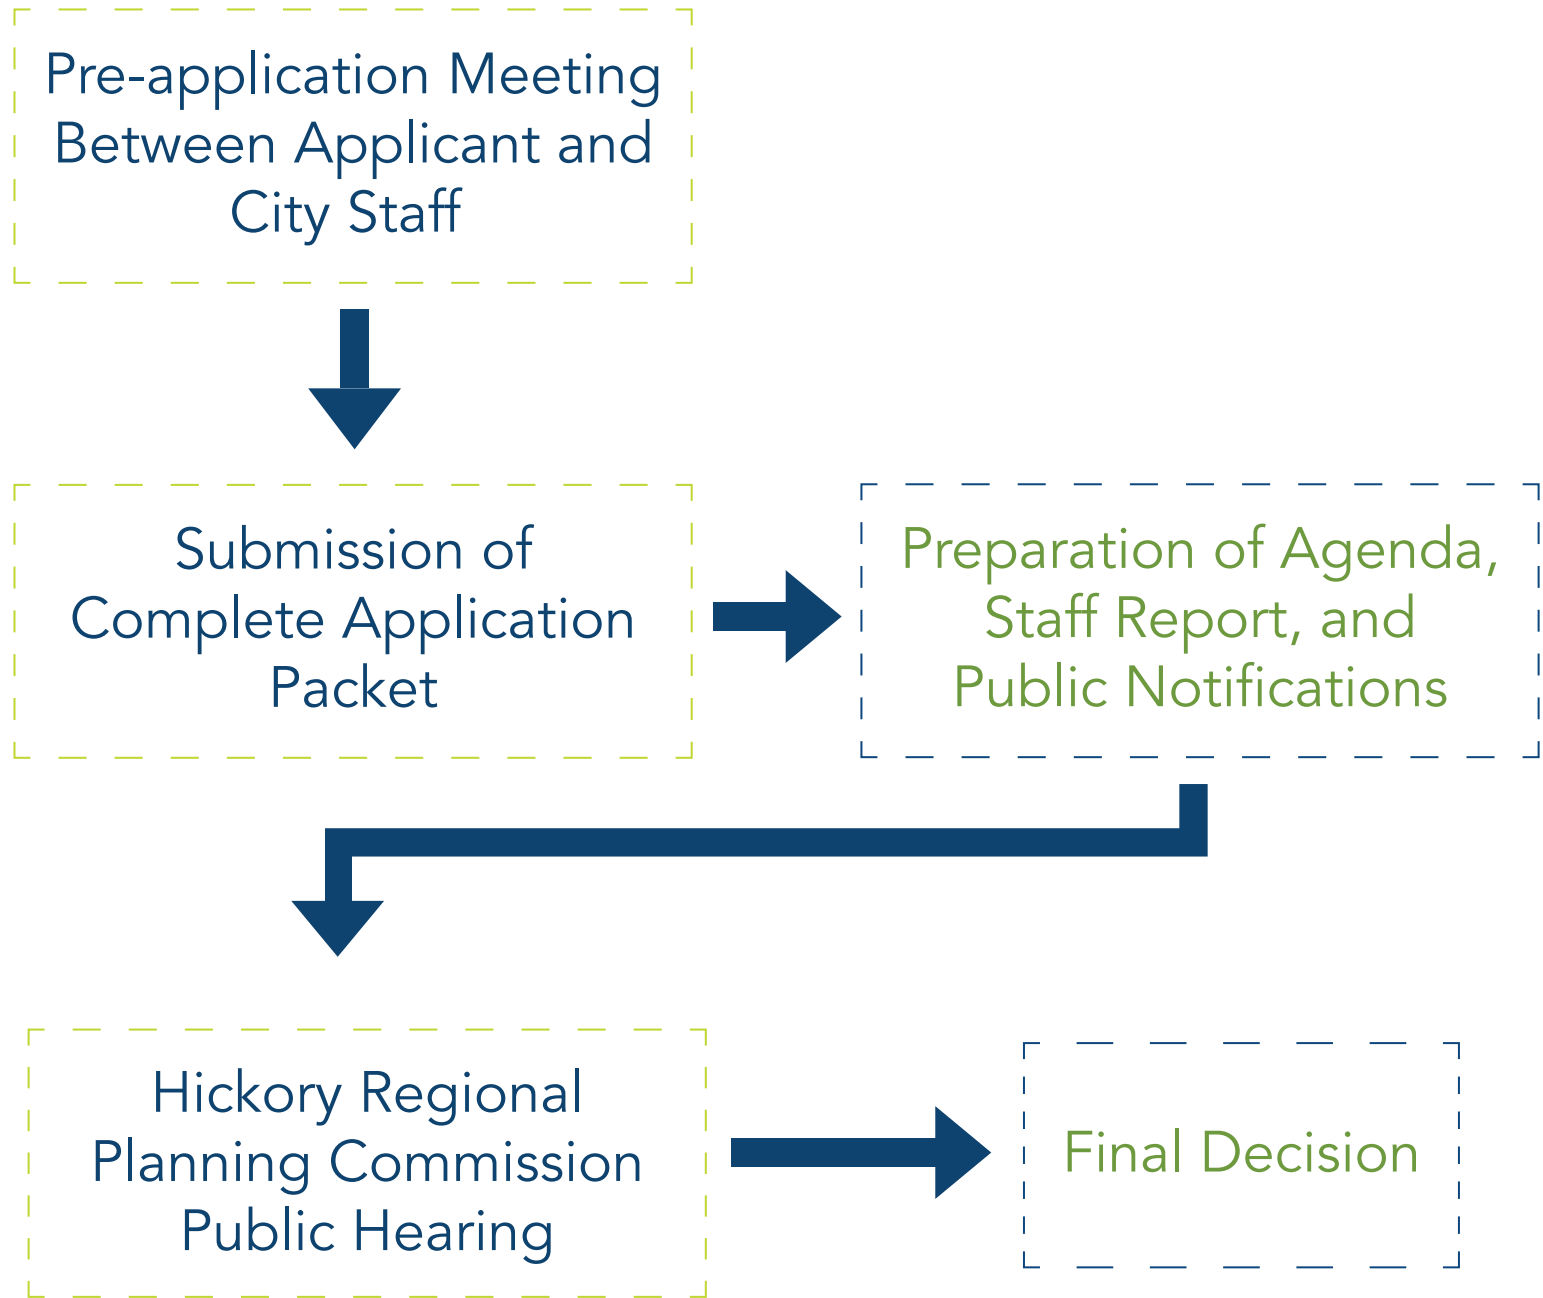 Pre-application Meeting
Between Applicant and
City Staff
Submission of
Complete Application
Packet
Preparation of Agenda,
Staff Report, and
Public Notifications
Hickory Regional
Planning Commission
Public Hearing
Final Decision